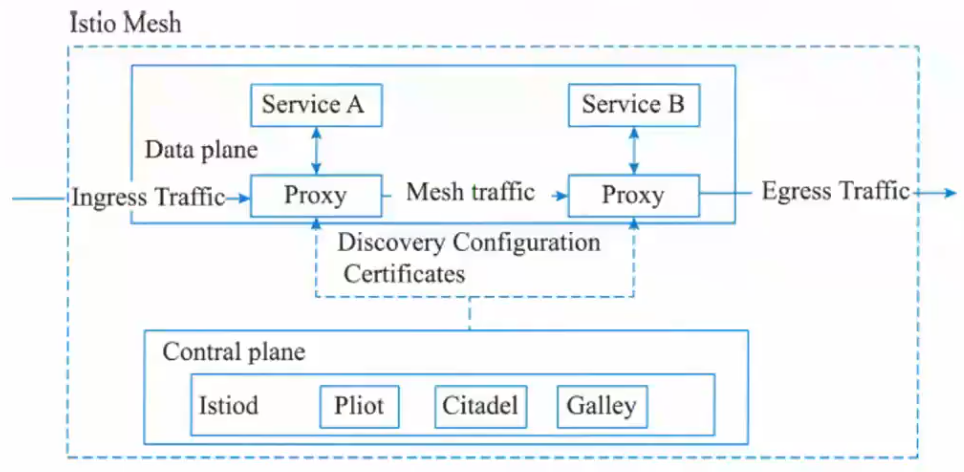 Istio Mesh
Service A
Service B
Data plane
Ingress Traffic
Proxy
Mesh traffic
Proxy
Egress Traffic
Discovery Configuration
Certificates
Contral plane
Istiod
Pliot
Citadel
Galley